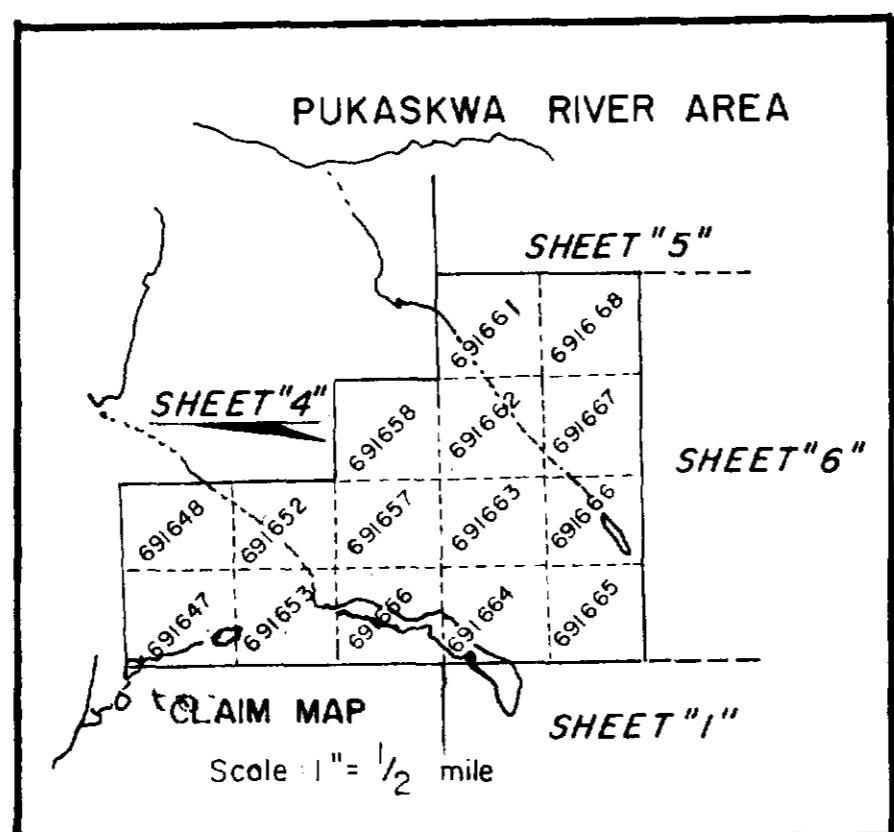 PUKASKWA RIVER AREA
SHEET "5"
691661
691668
SHEET "4"
691658
691662
691667
SHEET "6"
691648
691652
691657
691663
691666
691647
691653
691666
691664
691665
CLAIM MAP
SHEET "1"
Scale 1" = 1/2 mile